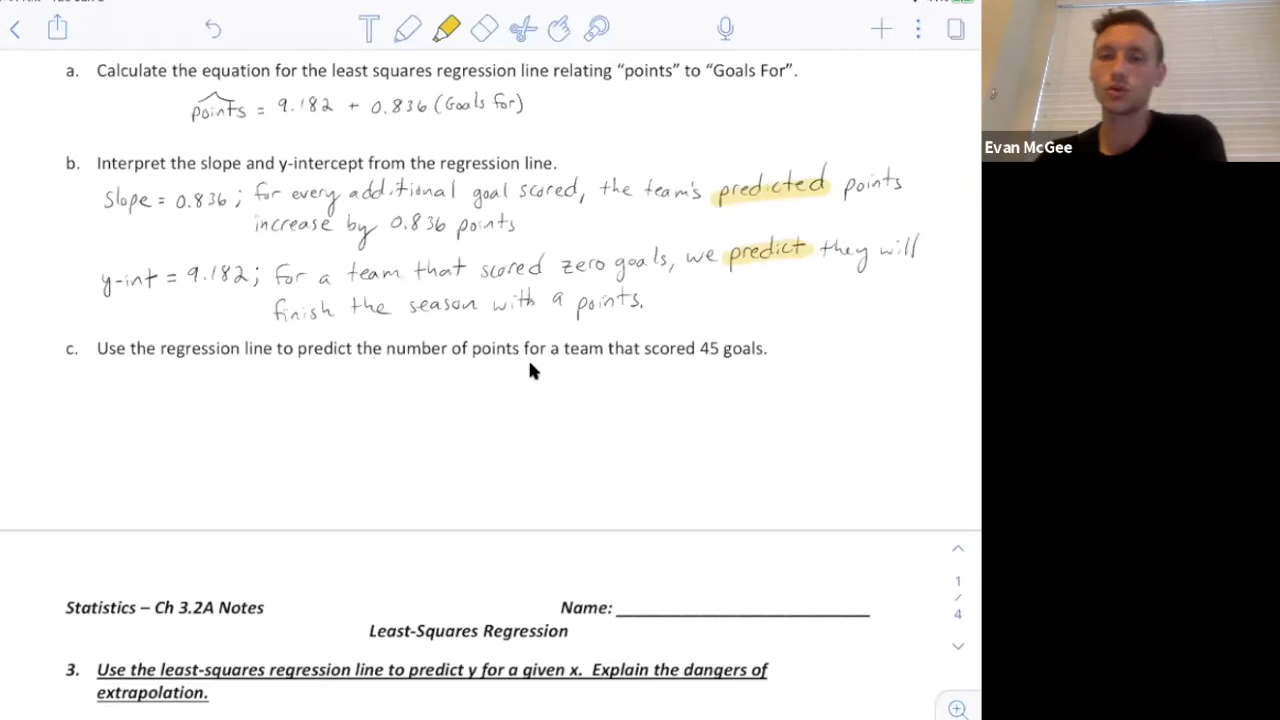 a. Calculate the equation for the least squares regression line relating “points” to “Goals For”.
points = 9.182 + 0.836 (Goals for)
b. Interpret the slope and y-intercept from the regression line.
Slope = 0.836; for every additional goal scored, the team's predicted points
increase by 0.836 points
y-int = 9.182; for a team that scored zero goals, we predict they will
finish the season with 9 points.
c. Use the regression line to predict the number of points for a team that scored 45 goals.
Statistics – Ch 3.2A Notes Name: ____________________
Least-Squares Regression
3. Use the least-squares regression line to predict y for a given x. Explain the dangers of
extrapolation.
1
/
4
Evan McGee